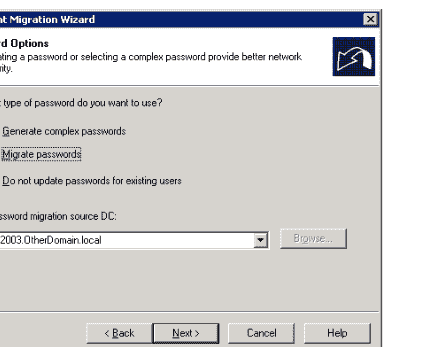 nt Migration Wizard
d Options
ting a password or selecting a complex password provide better network
ity.
type of password do you want to use?
Generate complex passwords
Migrate passwords
Do not update passwords for existing users
ssword migration source DC:
2003.OtherDomain.local
Browse...
< Back
Next >
Cancel
Help